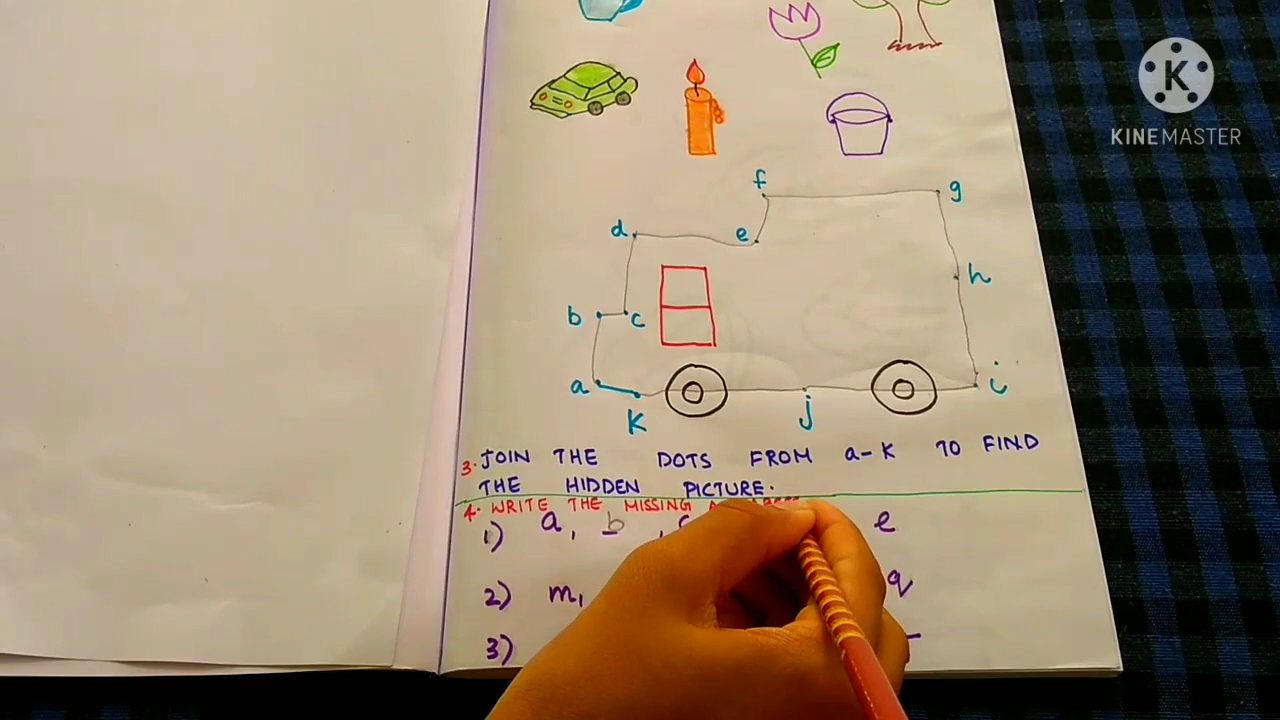 K
KINEMASTER
f
g
d
e
h
b
c
a
i
k
j
3. JOIN THE DOTS FROM a-K TO FIND
THE HIDDEN PICTURE.
4. WRITE THE MISSING
1) a, b, c e
2) m, q
3)